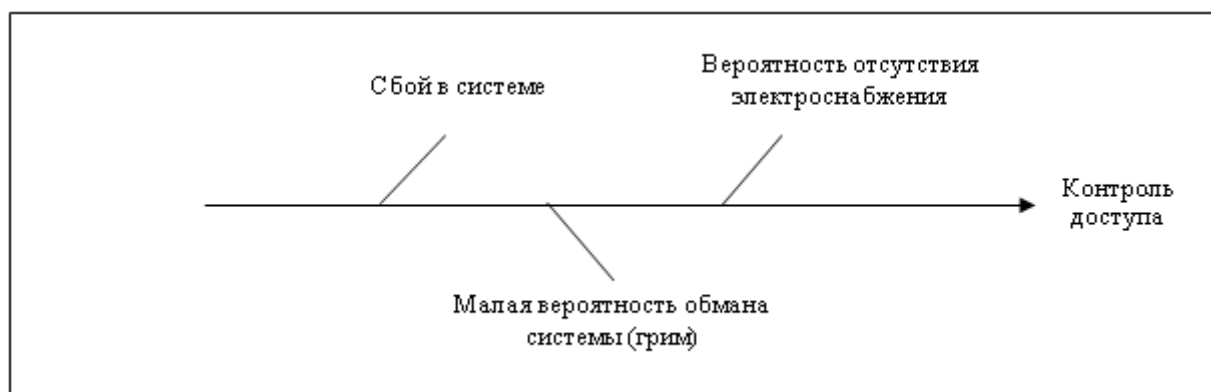 Сбой в системе
Вероятность отсутствия
электроснабжения
Контроль
доступа
Малая вероятность обмана
системы (грим)